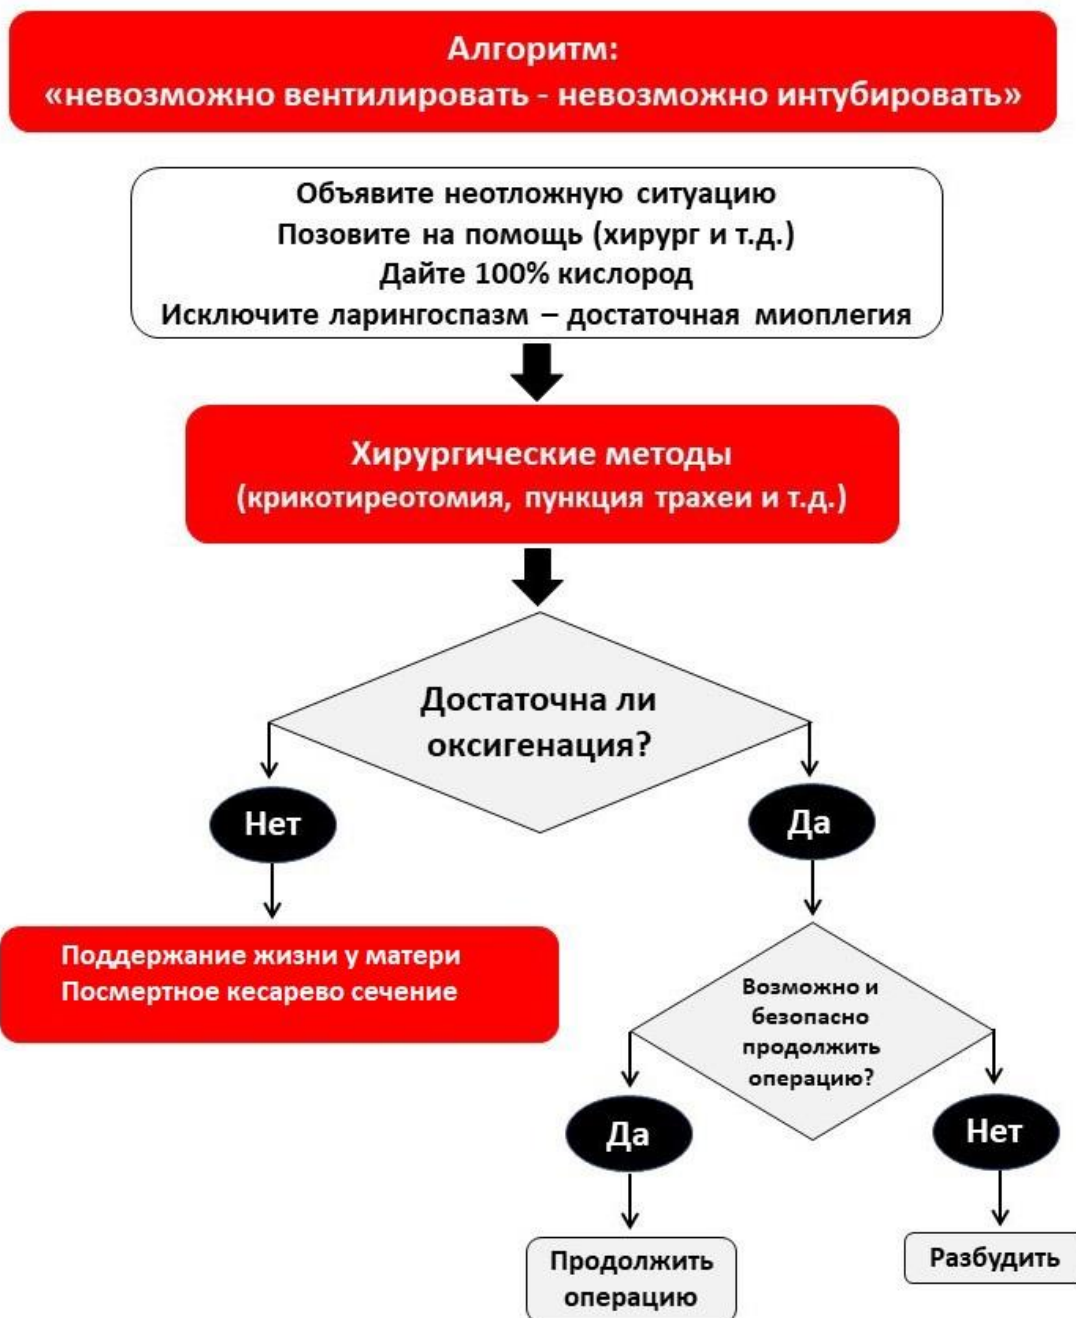 Алгоритм:
«невозможно вентилировать - невозможно интубировать»
Объявите неотложную ситуацию
Позовите на помощь (хирург и т.д.)
Дайте 100% кислород
Исключите ларингоспазм – достаточная миоплегия
Хирургические методы
(крикотиреотомия, пункция трахеи и т.д.)
Достаточна ли
оксигенация?
Нет
Да
Поддержание жизни у матери
Посмертное кесарево сечение
Возможно и
безопасно
продолжить
операцию?
Да
Нет
Продолжить
операцию
Разбудить